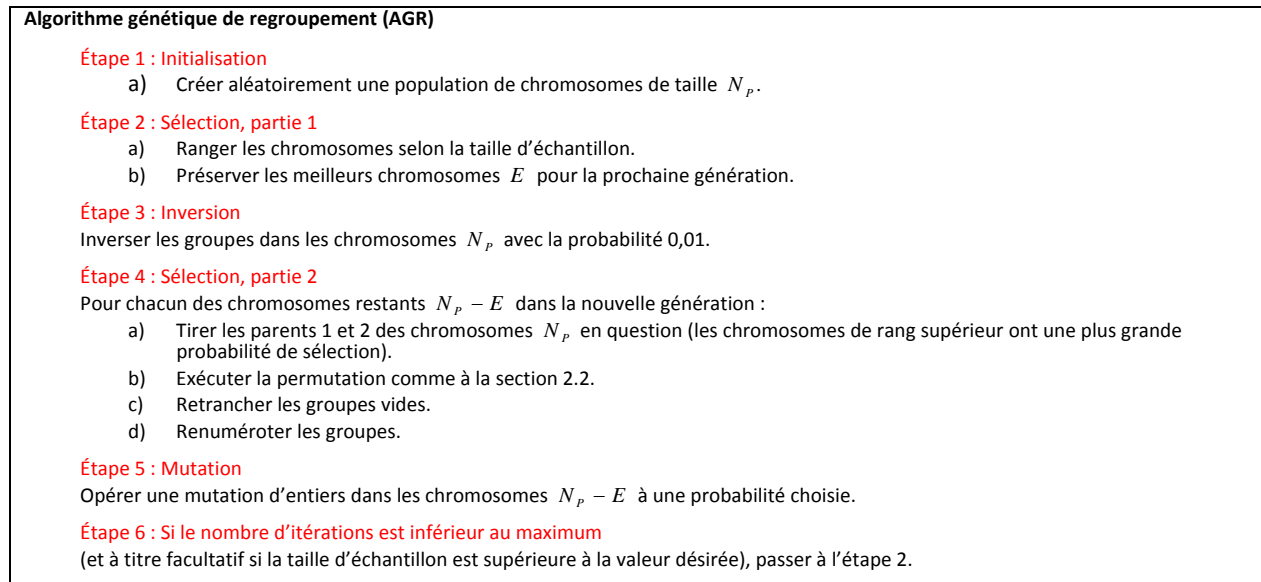 Algorithme génétique de regroupement (AGR)
Étape 1 : Initialisation
a) Créer aléatoirement une population de chromosomes de taille N_P.
Étape 2 : Sélection, partie 1
a) Ranger les chromosomes selon la taille d’échantillon.
b) Préserver les meilleurs chromosomes E pour la prochaine génération.
Étape 3 : Inversion
Inverser les groupes dans les chromosomes N_P avec la probabilité 0,01.
Étape 4 : Sélection, partie 2
Pour chacun des chromosomes restants N_P − E dans la nouvelle génération :
a) Tirer les parents 1 et 2 des chromosomes N_P en question (les chromosomes de rang supérieur ont une plus grande
probabilité de sélection).
b) Exécuter la permutation comme à la section 2.2.
c) Retrancher les groupes vides.
d) Renuméroter les groupes.
Étape 5 : Mutation
Opérer une mutation d’entiers dans les chromosomes N_P − E à une probabilité choisie.
Étape 6 : Si le nombre d’itérations est inférieur au maximum
(et à titre facultatif si la taille d’échantillon est supérieure à la valeur désirée), passer à l’étape 2.